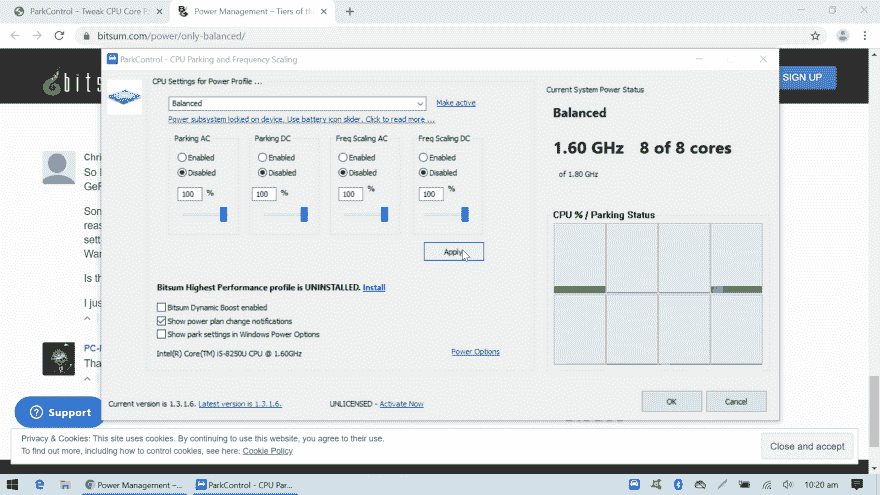 ParkControl – Tweak CPU Core P
Power Management – Tiers of th
bitsum.com/power/only-balanced/
bits
SIGN UP
ParkControl - CPU Parking and Frequency Scaling
CPU Settings for Power Profile ...
Balanced
Make active
Power subsystem locked on device. Use battery icon slider. Click to read more ...
Parking AC
Parking DC
Freq Scaling AC
Freq Scaling DC
Enabled
Enabled
Enabled
Enabled
Disabled
Disabled
Disabled
Disabled
100 %
100 %
100 %
100 %
Apply
Bitsum Highest Performance profile is UNINSTALLED. Install
Bitsum Dynamic Boost enabled
Show power plan change notifications
Show park settings in Windows Power Options
Intel(R) Core(TM) i5-8250U CPU @ 1.60GHz
Power Options
Current version is 1.3.1.6. Latest version is 1.3.1.6.
UNLICENSED - Activate Now
Current System Power Status
Balanced
1.60 GHz 8 of 8 cores
of 1.80 GHz
CPU % / Parking Status
OK
Cancel
Chri
So I
GeF
Son
reas
sett
War
Is th
I jus
PC-
Tha
Support
Privacy & Cookies: This site uses cookies. By continuing to use this website, you agree to their use.
To find out more, including how to control cookies, see here: Cookie Policy
Close and accept
Power Management –...
ParkControl - CPU Par...
10:20 am